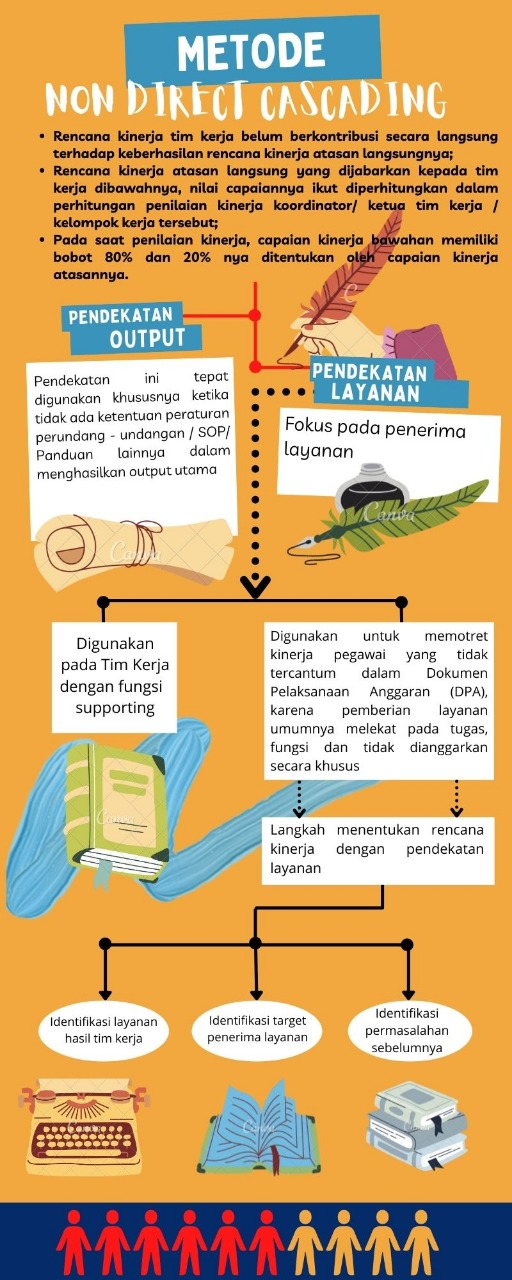 METODE
NON DIRECT CASCADING
• Rencana kinerja tim kerja belum berkontribusi secara langsung
terhadap keberhasilan rencana kinerja atasan langsungnya;
• Rencana kinerja atasan langsung yang dijabarkan kepada tim
kerja dibawahnya, nilai capaiannya ikut diperhitungkan dalam
perhitungan penilaian kinerja koordinator/ ketua tim kerja /
kelompok kerja tersebut;
• Pada saat penilaian kinerja, capaian kinerja bawahan memiliki
bobot 80% dan 20% nya ditentukan oleh capaian kinerja
atasannya.
PENDEKATAN
OUTPUT
Pendekatan ini tepat
digunakan khususnya ketika
tidak ada ketentuan peraturan
perundang - undangan / SOP/
Panduan lainnya dalam
menghasilkan output utama
PENDEKATAN
LAYANAN
Fokus pada penerima
layanan
Canva
Canva
Digunakan
pada Tim Kerja
dengan fungsi
supporting
Digunakan untuk memotret
kinerja pegawai yang tidak
tercantum dalam Dokumen
Pelaksanaan Anggaran (DPA),
karena pemberian layanan
umumnya melekat pada tugas,
fungsi dan tidak dianggarkan
secara khusus
Canva
Langkah menentukan rencana
kinerja dengan pendekatan
layanan
Identifikasi layanan
hasil tim kerja
Identifikasi target
penerima layanan
Identifikasi
permasalahan
sebelumnya
Canva
Canva
Canva